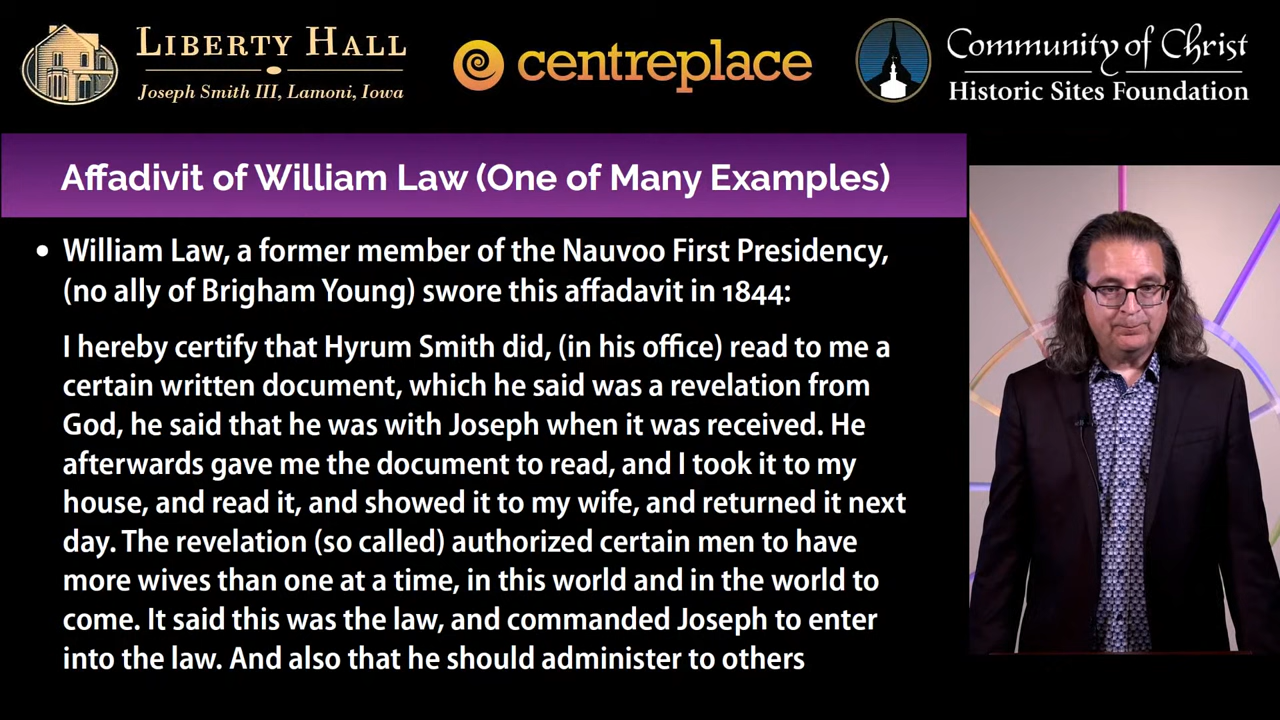 LIBERTY HALL
Joseph Smith III, Lamoni, Iowa
centreplace
Community of Christ
Historic Sites Foundation
Affadivit of William Law (One of Many Examples)
• William Law, a former member of the Nauvoo First Presidency,
(no ally of Brigham Young) swore this affadavit in 1844:
I hereby certify that Hyrum Smith did, (in his office) read to me a
certain written document, which he said was a revelation from
God, he said that he was with Joseph when it was received. He
afterwards gave me the document to read, and I took it to my
house, and read it, and showed it to my wife, and returned it next
day. The revelation (so called) authorized certain men to have
more wives than one at a time, in this world and in the world to
come. It said this was the law, and commanded Joseph to enter
into the law. And also that he should administer to others